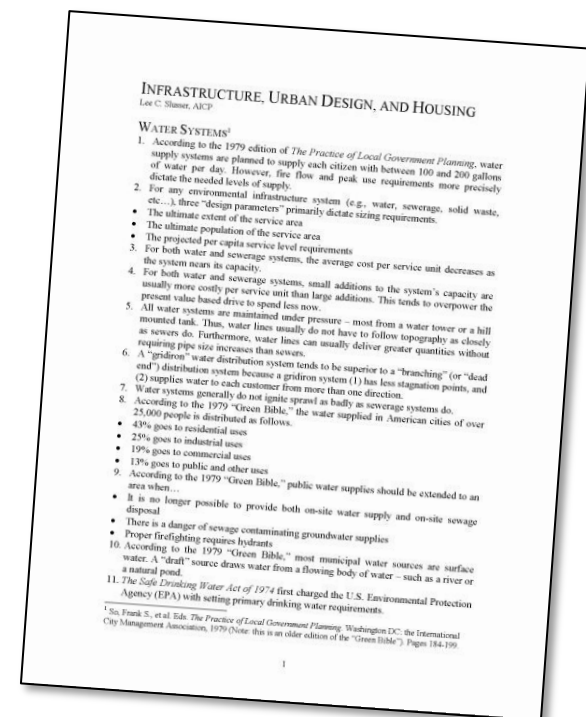 INFRASTRUCTURE, URBAN DESIGN, AND HOUSING
Lee C. Slusser, AICP
WATER SYSTEMS¹
1. According to the 1979 edition of The Practice of Local Government Planning, water
supply systems are planned to supply each citizen with between 100 and 200 gallons
of water per day. However, fire flow and peak use requirements more precisely
dictate the needed levels of supply.
2. For any environmental infrastructure system (e.g., water, sewerage, solid waste,
etc…), three “design parameters” primarily dictate sizing requirements.
• The ultimate extent of the service area
• The ultimate population of the service area
• The projected per capita service level requirements
3. For both water and sewerage systems, the average cost per service unit decreases as
the system nears its capacity.
4. For both water and sewerage systems, small additions to the system’s capacity are
usually more costly per service unit than large additions. This tends to overpower the
present value based drive to spend less now.
5. All water systems are maintained under pressure – most from a water tower or a hill
mounted tank. Thus, water lines usually do not have to follow topography as closely
as sewers do. Furthermore, water lines can usually deliver greater quantities without
requiring pipe size increases than sewers.
6. A “gridiron” water distribution system tends to be superior to a “branching” (or “dead
end”) distribution system because a gridiron system (1) has less stagnation points, and
(2) supplies water to each customer from more than one direction.
7. Water systems generally do not ignite sprawl as badly as sewerage systems do.
8. According to the 1979 “Green Bible,” the water supplied in American cities of over
25,000 people is distributed as follows.
• 43% goes to residential uses
• 25% goes to industrial uses
• 19% goes to commercial uses
• 13% goes to public and other uses
9. According to the 1979 “Green Bible,” public water supplies should be extended to an
area when…
• It is no longer possible to provide both on-site water supply and on-site sewage
disposal
• There is a danger of sewage contaminating groundwater supplies
• Proper firefighting requires hydrants
10. According to the 1979 “Green Bible,” most municipal water sources are surface
water. A “draft” source draws water from a flowing body of water – such as a river or
a natural pond.
11. The Safe Drinking Water Act of 1974 first charged the U.S. Environmental Protection
Agency (EPA) with setting primary drinking water requirements.
¹ So, Frank S., et al. Eds. The Practice of Local Government Planning. Washington DC: the International
City Management Association, 1979 (Note: this is an older edition of the “Green Bible”). Pages 184-199.
1